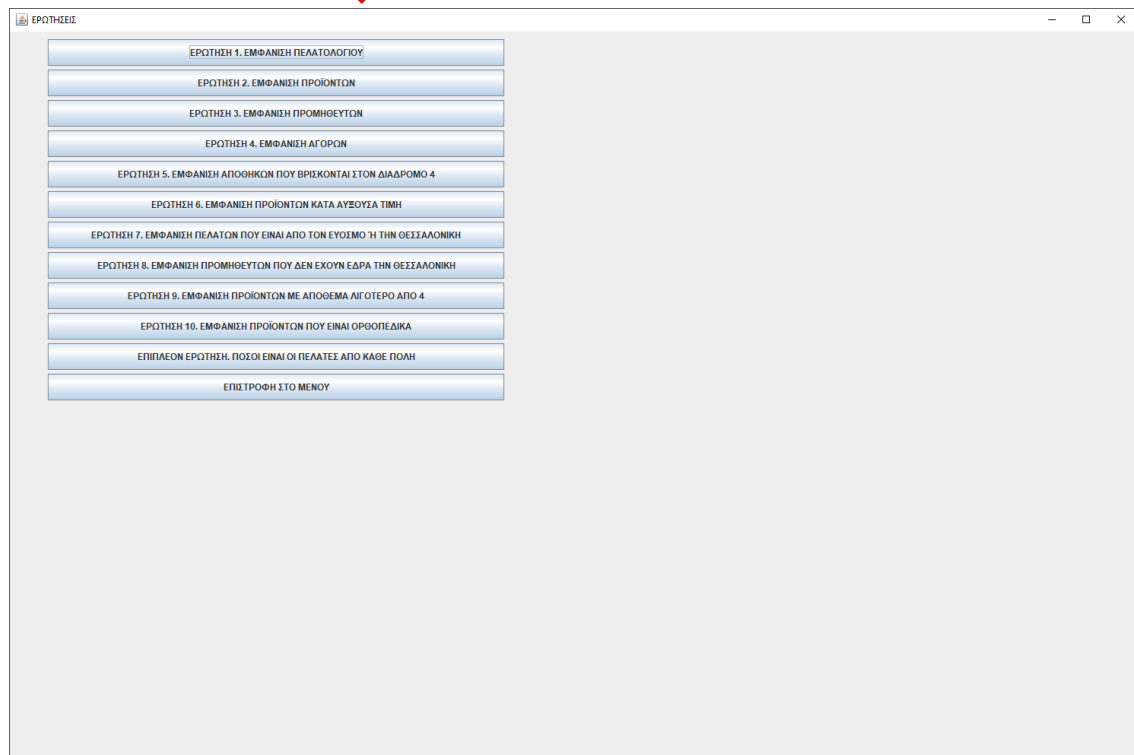 ΕΡΩΤΗΣΕΙΣ
ΕΡΩΤΗΣΗ 1. ΕΜΦΑΝΙΣΗ ΠΕΛΑΤΟΛΟΓΙΟΥ
ΕΡΩΤΗΣΗ 2. ΕΜΦΑΝΙΣΗ ΠΡΟΪΟΝΤΩΝ
ΕΡΩΤΗΣΗ 3. ΕΜΦΑΝΙΣΗ ΠΡΟΜΗΘΕΥΤΩΝ
ΕΡΩΤΗΣΗ 4. ΕΜΦΑΝΙΣΗ ΑΓΟΡΩΝ
ΕΡΩΤΗΣΗ 5. ΕΜΦΑΝΙΣΗ ΑΠΟΘΗΚΩΝ ΠΟΥ ΒΡΙΣΚΟΝΤΑΙ ΣΤΟΝ ΔΙΑΔΡΟΜΟ 4
ΕΡΩΤΗΣΗ 6. ΕΜΦΑΝΙΣΗ ΠΡΟΪΟΝΤΩΝ ΚΑΤΑ ΑΥΞΟΥΣΑ ΤΙΜΗ
ΕΡΩΤΗΣΗ 7. ΕΜΦΑΝΙΣΗ ΠΕΛΑΤΩΝ ΠΟΥ ΕΙΝΑΙ ΑΠΟ ΤΟΝ ΕΥΟΣΜΟ Ή ΤΗΝ ΘΕΣΣΑΛΟΝΙΚΗ
ΕΡΩΤΗΣΗ 8. ΕΜΦΑΝΙΣΗ ΠΡΟΜΗΘΕΥΤΩΝ ΠΟΥ ΔΕΝ ΕΧΟΥΝ ΕΔΡΑ ΤΗΝ ΘΕΣΣΑΛΟΝΙΚΗ
ΕΡΩΤΗΣΗ 9. ΕΜΦΑΝΙΣΗ ΠΡΟΪΟΝΤΩΝ ΜΕ ΑΠΟΘΕΜΑ ΛΙΓΟΤΕΡΟ ΑΠΟ 4
ΕΡΩΤΗΣΗ 10. ΕΜΦΑΝΙΣΗ ΠΡΟΪΟΝΤΩΝ ΠΟΥ ΕΙΝΑΙ ΟΡΘΟΠΕΔΙΚΑ
ΕΠΙΠΛΕΟΝ ΕΡΩΤΗΣΗ. ΠΟΣΟΙ ΕΙΝΑΙ ΟΙ ΠΕΛΑΤΕΣ ΑΠΟ ΚΑΘΕ ΠΟΛΗ
ΕΠΙΣΤΡΟΦΗ ΣΤΟ ΜΕΝΟΥ